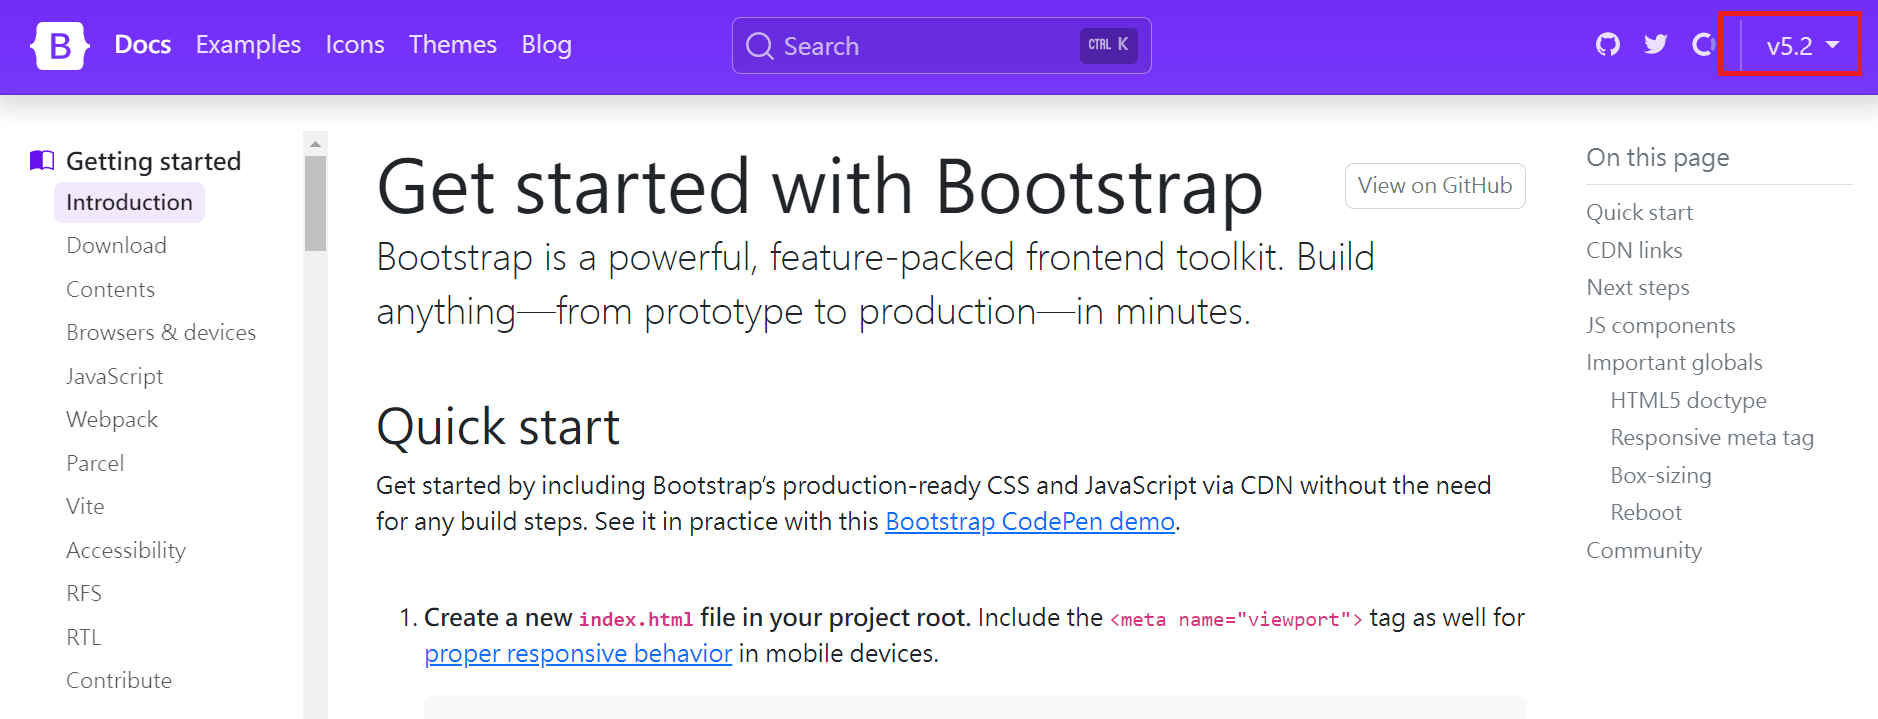 B Docs Examples Icons Themes Blog
Search CTRL K
v5.2
Getting started
Introduction
Download
Contents
Browsers & devices
JavaScript
Webpack
Parcel
Vite
Accessibility
RFS
RTL
Contribute
Get started with Bootstrap
View on GitHub
Bootstrap is a powerful, feature-packed frontend toolkit. Build
anything—from prototype to production—in minutes.
Quick start
Get started by including Bootstrap’s production-ready CSS and JavaScript via CDN without the need
for any build steps. See it in practice with this Bootstrap CodePen demo.
1. Create a new index.html file in your project root. Include the <meta name="viewport"> tag as well for
proper responsive behavior in mobile devices.
On this page
Quick start
CDN links
Next steps
JS components
Important globals
HTML5 doctype
Responsive meta tag
Box-sizing
Reboot
Community